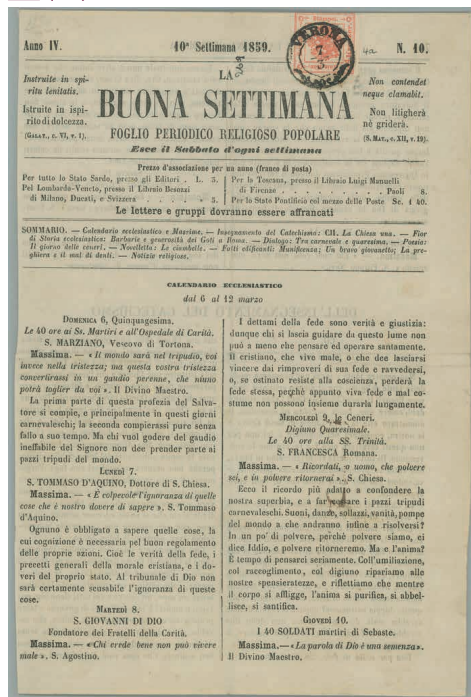 Anno IV.
10ª Settimana 1859.
N. 10.
VERONA
7
3
LA
BUONA SETTIMANA
FOGLIO PERIODICO RELIGIOSO POPOLARE
Esce il Sabbato d'ogni settimana
Instruite in spi-
ritu lenitatis.
Istruite in ispi-
rito di dolcezza.
(GALAT., c. VI, v. 1).
Non contendet
neque clamabit.
Non litigherà
nè griderà.
(S. MAT., c. XII, v. 19).
Prezzo d'associazione per un anno (franco di posta)
Per tutto lo Stato Sardo, presso gli Editori . L. 5.
Pel Lombardo-Veneto, presso il Libraio Besozzi
di Milano, Ducati, e Svizzera . . . » 5.
Per la Toscana, presso il Libraio Luigi Manuelli
di Firenze . . . . . . . Paoli 8.
Per lo Stato Pontificio col mezzo delle Poste Sc. 1 40.
Le lettere e gruppi dovranno essere affrancati
SOMMARIO. — Calendario ecclesiastico e Massime. — Insegnamento del Catechismo: CII. La Chiesa una. — Fior
di Storia ecclesiastica: Barbarie e generosità dei Goti a Roma. — Dialogo: Tra carnevale e quaresima. — Poesia:
Il giorno delle ceneri. — Novelletta: Le ciambelle. — Fatti edificanti: Munificenza; Un bravo giovanetto; La pre-
ghiera e il mal di denti. — Notizie religiose.
CALENDARIO ECCLESIASTICO
dal 6 al 12 marzo
DOMENICA 6, Quinquagesima.
Le 40 ore ai Ss. Martiri e all'Ospedale di Carità.
S. MARZIANO, Vescovo di Tortona.
Massima. — « Il mondo sarà nel tripudio, voi
invece nella tristezza; ma questa vostra tristezza
convertirassi in un gaudio perenne, che niuno
potrà toglier da voi ». Il Divino Maestro.
La prima parte di questa profezia del Salva-
tore si compie, e principalmente in questi giorni
carnevaleschi; la seconda compierassi pure senza
fallo a suo tempo. Ma chi vuol godere del gaudio
ineffabile del Signore non dee prender parte ai
pazzi tripudi del mondo.
LUNEDÌ 7.
S. TOMMASO D'AQUINO, Dottore di S. Chiesa.
Massima. — « È colpevole l'ignoranza di quelle
cose che è nostro dovere di sapere ». S. Tommaso
d'Aquino.
Ognuno è obbligato a sapere quelle cose, la
cui cognizione è necessaria pel buon regolamento
delle proprie azioni. Cioè le verità della fede, i
precetti generali della morale cristiana, e i do-
veri del proprio stato. Al tribunale di Dio non
sarà certamente scusabile l'ignoranza di queste
cose.
MARTEDÌ 8.
S. GIOVANNI DI DIO
Fondatore dei Fratelli della Carità.
Massima. — « Chi crede bene non può vivere
male ». S. Agostino.
I dettami della fede sono verità e giustizia:
dunque chi si lascia guidare da questo lume non
può a meno che pensare ed operare santamente.
Il cristiano, che vive male, o che dee lasciarsi
vincere dai rimproveri di sua fede e ravvedersi,
o, se ostinato resiste alla coscienza, perderà la
fede stessa, perchè appunto viva fede e mal co-
stume non possono insieme durarla lungamente.
MERCOLEDÌ 9, le Ceneri.
Digiuno Quaresimale.
Le 40 ore alla SS. Trinità.
S. FRANCESCA Romana.
Massima. — « Ricordati, o uomo, che polvere
sei, e in polvere ritornerai ». S. Chiesa.
Ecco il ricordo più adatto a confondere la
nostra superbia, e a far cessare i pazzi tripudi
carnevaleschi. Suoni, danze, sollazzi, vanità, pompe
del mondo a che andranno infine a risolversi?
In un po' di polvere, perchè polvere siamo, ci
dice Iddio, e polvere ritorneremo. Ma e l'anima?
È tempo di pensarci seriamente. Coll'umiliazione,
col raccoglimento, col digiuno ripariamo alle
nostre spensieratezze, e riflettiamo che mentre
il corpo si affligge, l'anima si purifica, si abbel-
lisce, si santifica.
GIOVEDÌ 10.
I 40 SOLDATI martiri di Sebaste.
Massima. — « La parola di Dio è una semenza ».
Il Divino Maestro.